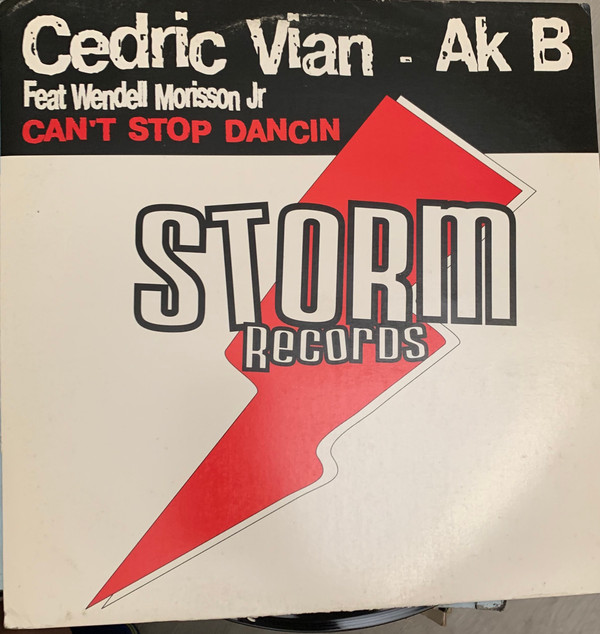 Cedric Vian - Ak B
Feat Wendell Morisson Jr
CAN'T STOP DANCIN
STORM
Records